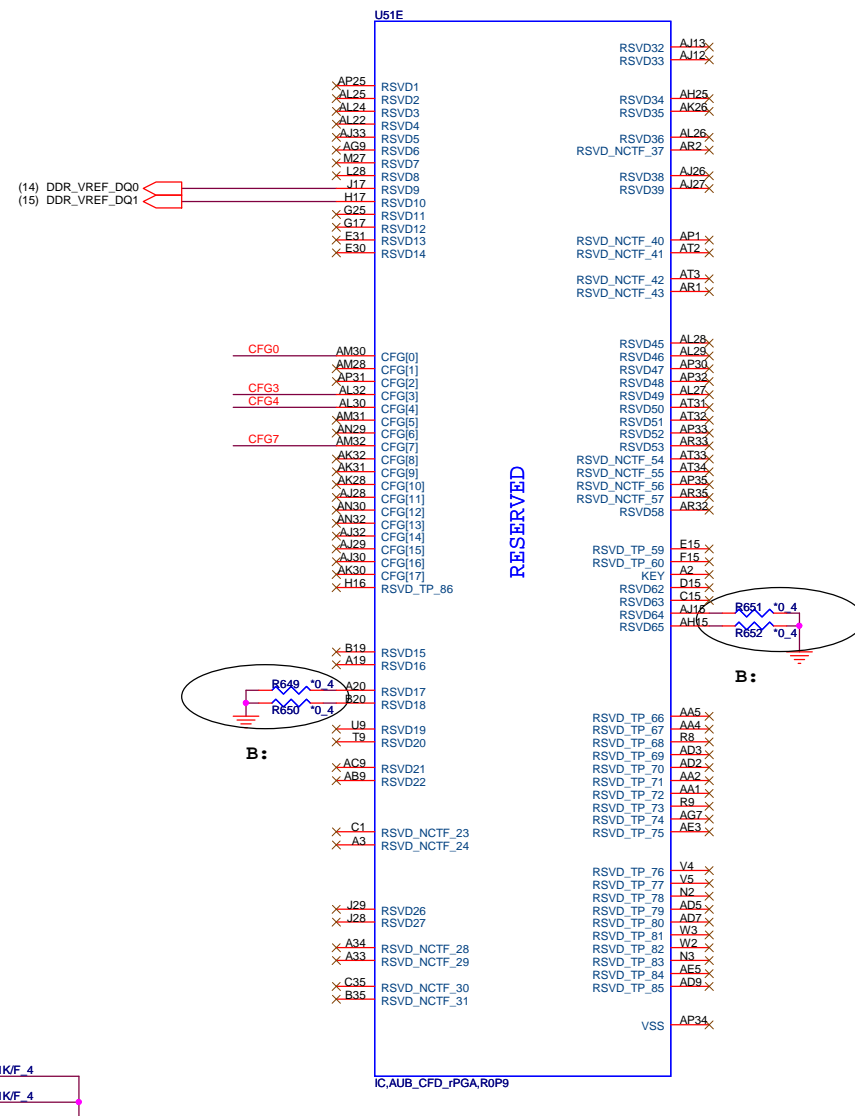 U51E
AP25 RSVD1
AL25 RSVD2
AL24 RSVD3
AL22 RSVD4
AJ33 RSVD5
AG9 RSVD6
M27 RSVD7
L28 RSVD8
(14) DDR_VREF_DQ0 J17 RSVD9
(15) DDR_VREF_DQ1 H17 RSVD10
G25 RSVD11
G17 RSVD12
E31 RSVD13
E30 RSVD14
CFG0 AM30 CFG[0]
AM28 CFG[1]
AP31 CFG[2]
CFG3 AL32 CFG[3]
CFG4 AL30 CFG[4]
AM31 CFG[5]
AN29 CFG[6]
CFG7 AM32 CFG[7]
AK32 CFG[8]
AK31 CFG[9]
AK28 CFG[10]
AJ28 CFG[11]
AN30 CFG[12]
AN32 CFG[13]
AJ32 CFG[14]
AJ29 CFG[15]
AJ30 CFG[16]
AK30 CFG[17]
H16 RSVD_TP_86
B19 RSVD15
A19 RSVD16
R649 *0_4 A20 RSVD17
R650 *0_4 B20 RSVD18
B:
U9 RSVD19
T9 RSVD20
AC9 RSVD21
AB9 RSVD22
C1 RSVD_NCTF_23
A3 RSVD_NCTF_24
J29 RSVD26
J28 RSVD27
A34 RSVD_NCTF_28
A33 RSVD_NCTF_29
C35 RSVD_NCTF_30
B35 RSVD_NCTF_31
RESERVED
RSVD32 AJ13
RSVD33 AJ12
RSVD34 AH25
RSVD35 AK26
RSVD36 AL26
RSVD_NCTF_37 AR2
RSVD38 AJ26
RSVD39 AJ27
RSVD_NCTF_40 AP1
RSVD_NCTF_41 AT2
RSVD_NCTF_42 AT3
RSVD_NCTF_43 AR1
RSVD45 AL28
RSVD46 AL29
RSVD47 AP30
RSVD48 AP32
RSVD49 AL27
RSVD50 AT31
RSVD51 AT32
RSVD52 AP33
RSVD53 AR33
RSVD_NCTF_54 AT33
RSVD_NCTF_55 AT34
RSVD_NCTF_56 AP35
RSVD_NCTF_57 AR35
RSVD58 AR32
RSVD_TP_59 E15
RSVD_TP_60 F15
KEY A2
RSVD62 D15
RSVD63 C15
RSVD64 AJ15 R651 *0_4
RSVD65 AH15 R652 *0_4
B:
RSVD_TP_66 AA5
RSVD_TP_67 AA4
RSVD_TP_68 R8
RSVD_TP_69 AD3
RSVD_TP_70 AD2
RSVD_TP_71 AA2
RSVD_TP_72 AA1
RSVD_TP_73 R9
RSVD_TP_74 AG7
RSVD_TP_75 AE3
RSVD_TP_76 V4
RSVD_TP_77 V5
RSVD_TP_78 N2
RSVD_TP_79 AD5
RSVD_TP_80 AD7
RSVD_TP_81 W3
RSVD_TP_82 W2
RSVD_TP_83 N3
RSVD_TP_84 AE5
RSVD_TP_85 AD9
VSS AP34
IC,AUB_CFD_rPGA,R0P9
K/F_4
K/F_4